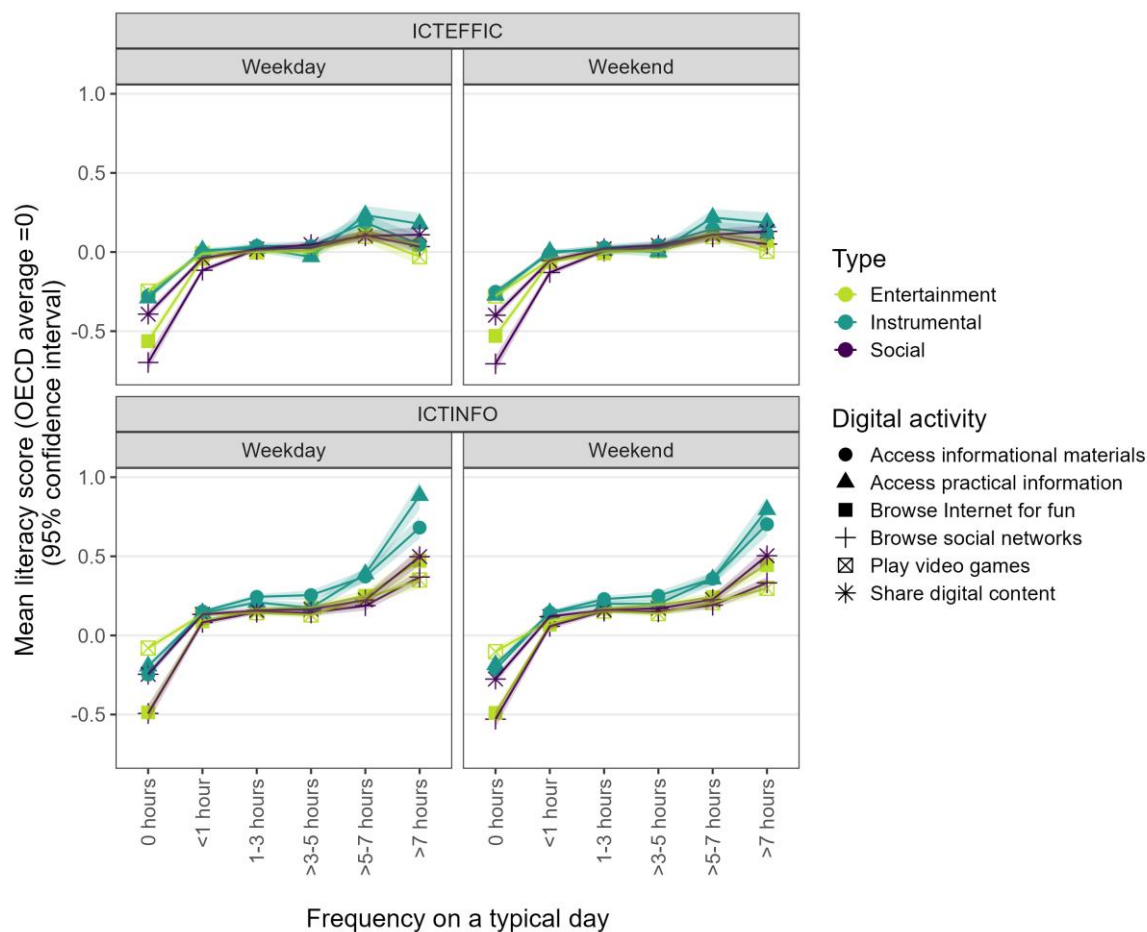 ICTEFFIC
Weekday
Weekend
1.0
0.5
0.0
-0.5
ICTINFO
Weekday
Weekend
1.0
0.5
0.0
-0.5
Mean literacy score (OECD average =0)
(95% confidence interval)
0 hours
<1 hour
1-3 hours
>3-5 hours
>5-7 hours
>7 hours
0 hours
<1 hour
1-3 hours
>3-5 hours
>5-7 hours
>7 hours
Frequency on a typical day
Type
Entertainment
Instrumental
Social
Digital activity
Access informational materials
Access practical information
Browse Internet for fun
Browse social networks
Play video games
Share digital content